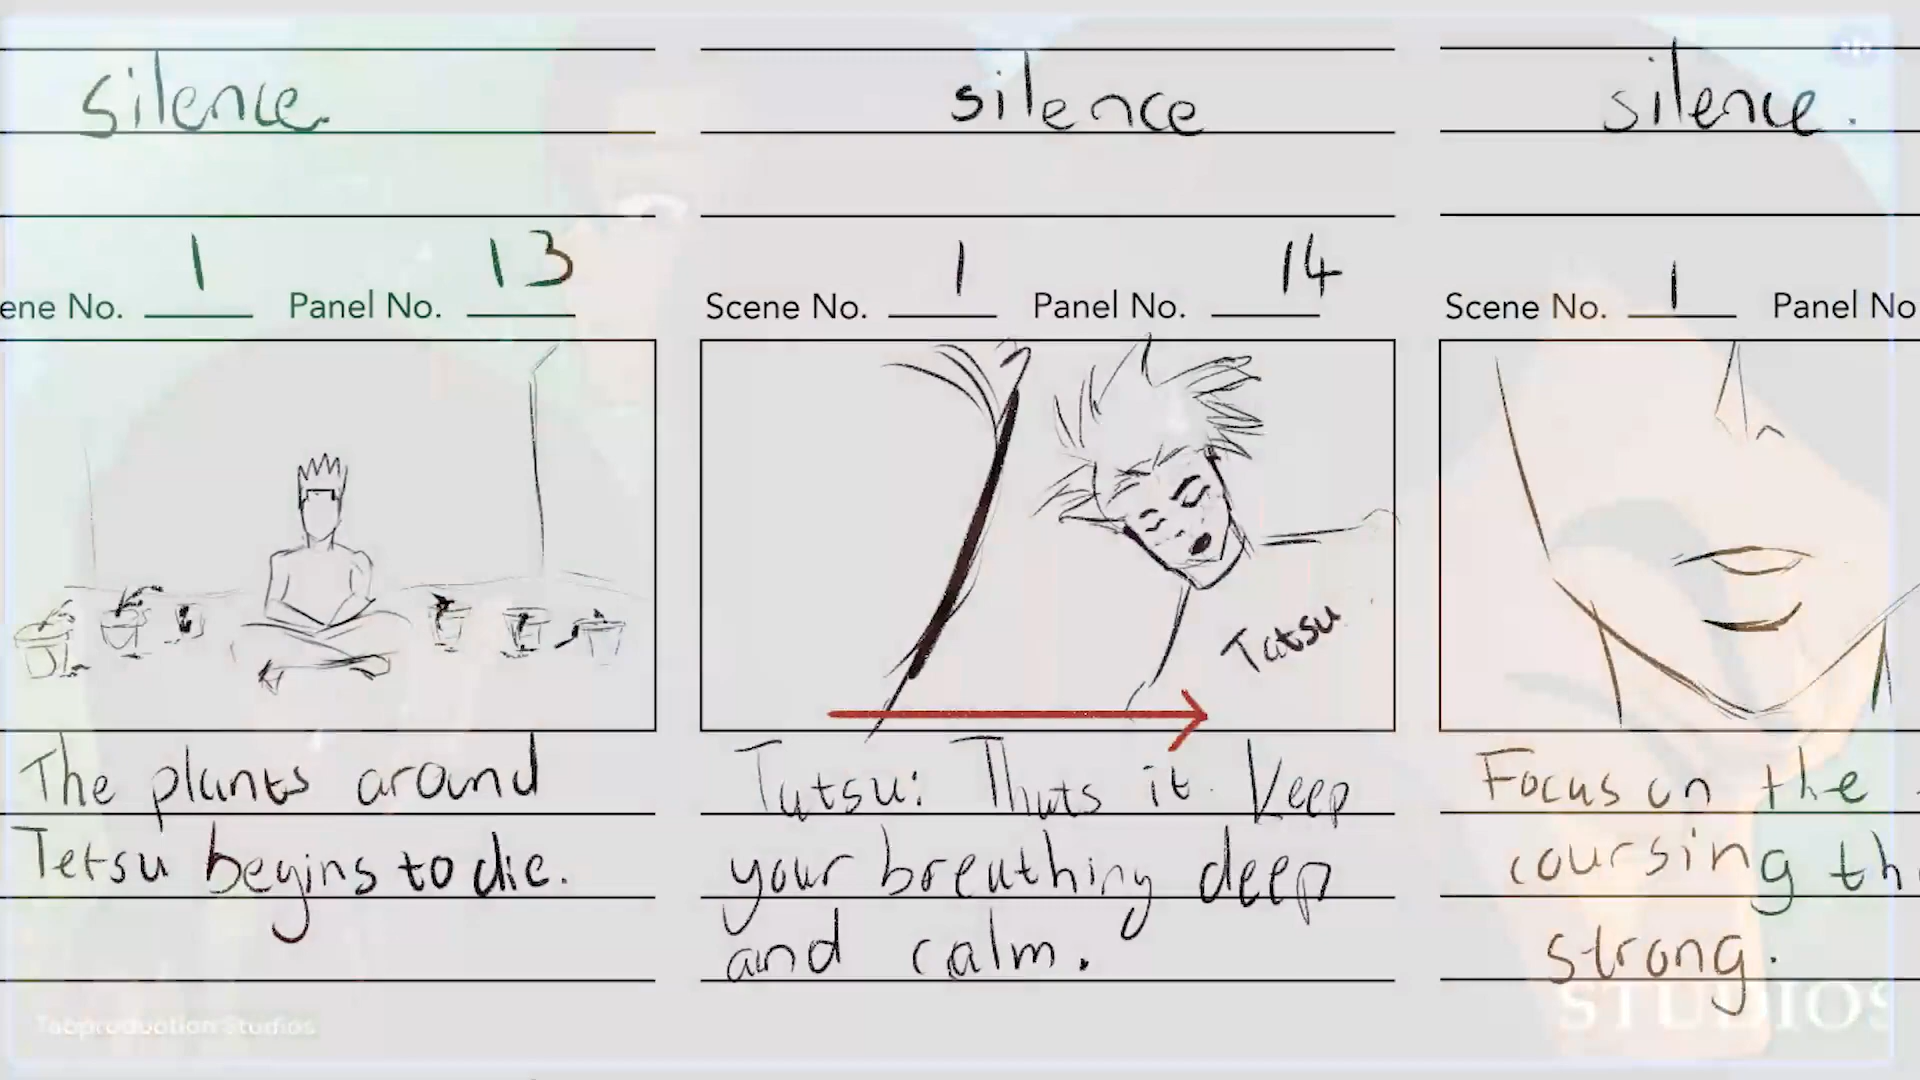 silence.
silence
silence.
1 13
ene No. Panel No.
1 14
Scene No. Panel No.
1
Scene No. Panel No
Tatsu
The plants around
Tetsu begins to die.
Tatsu: Thats it. Keep
your breathing deep
and calm.
Focus on the
coursing th
strong.
Taoproduction Studios
STUDIOS